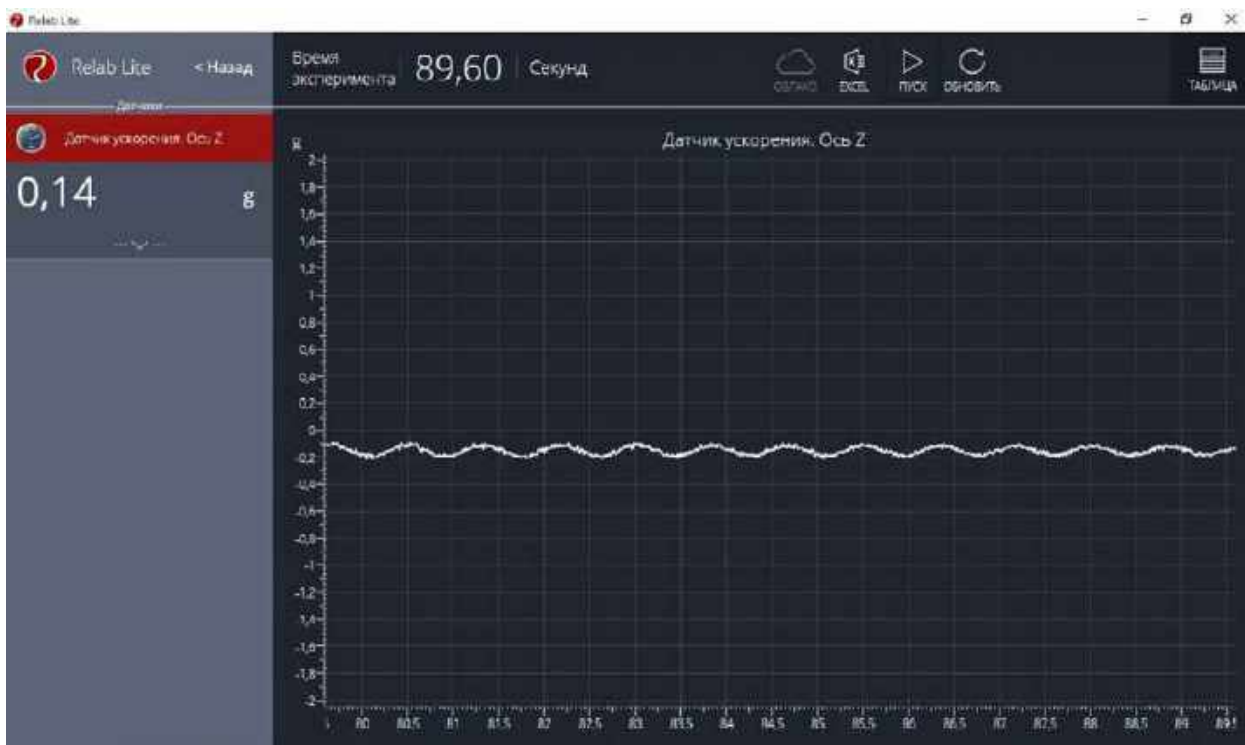 Relab Lite
Relab Lite
< Назад
Время
эксперимента
89,60
Секунд
ОБЛАКО
EXCEL
ПУСК
ОБНОВИТЬ
ТАБЛИЦА
Датчики
Датчик ускорения. Ось Z
0,14
g
Датчик ускорения. Ось Z
g
2
1,8
1,6
1,4
1,2
1
0,8
0,6
0,4
0,2
0
-0,2
-0,4
-0,6
-0,8
-1
-1,2
-1,4
-1,6
-1,8
-2
80 80,5 81 81,5 82 82,5 83 83,5 84 84,5 85 85,5 86 86,5 87 87,5 88 88,5 89